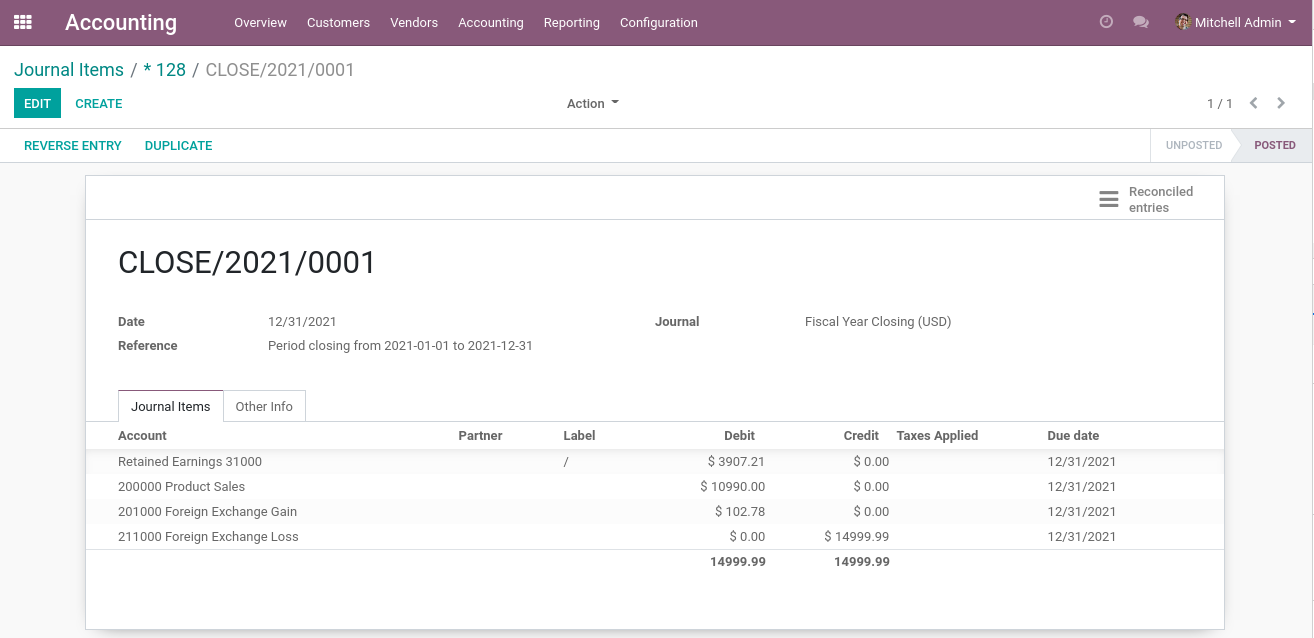 Accounting Overview Customers Vendors Accounting Reporting Configuration Mitchell Admin
Journal Items / * 128 / CLOSE/2021/0001
EDIT CREATE Action 1 / 1
REVERSE ENTRY DUPLICATE UNPOSTED POSTED
Reconciled
entries
CLOSE/2021/0001
Date 12/31/2021 Journal Fiscal Year Closing (USD)
Reference Period closing from 2021-01-01 to 2021-12-31
Journal Items Other Info
Account Partner Label Debit Credit Taxes Applied Due date
Retained Earnings 31000 / $ 3907.21 $ 0.00 12/31/2021
200000 Product Sales $ 10990.00 $ 0.00 12/31/2021
201000 Foreign Exchange Gain $ 102.78 $ 0.00 12/31/2021
211000 Foreign Exchange Loss $ 0.00 $ 14999.99 12/31/2021
14999.99 14999.99